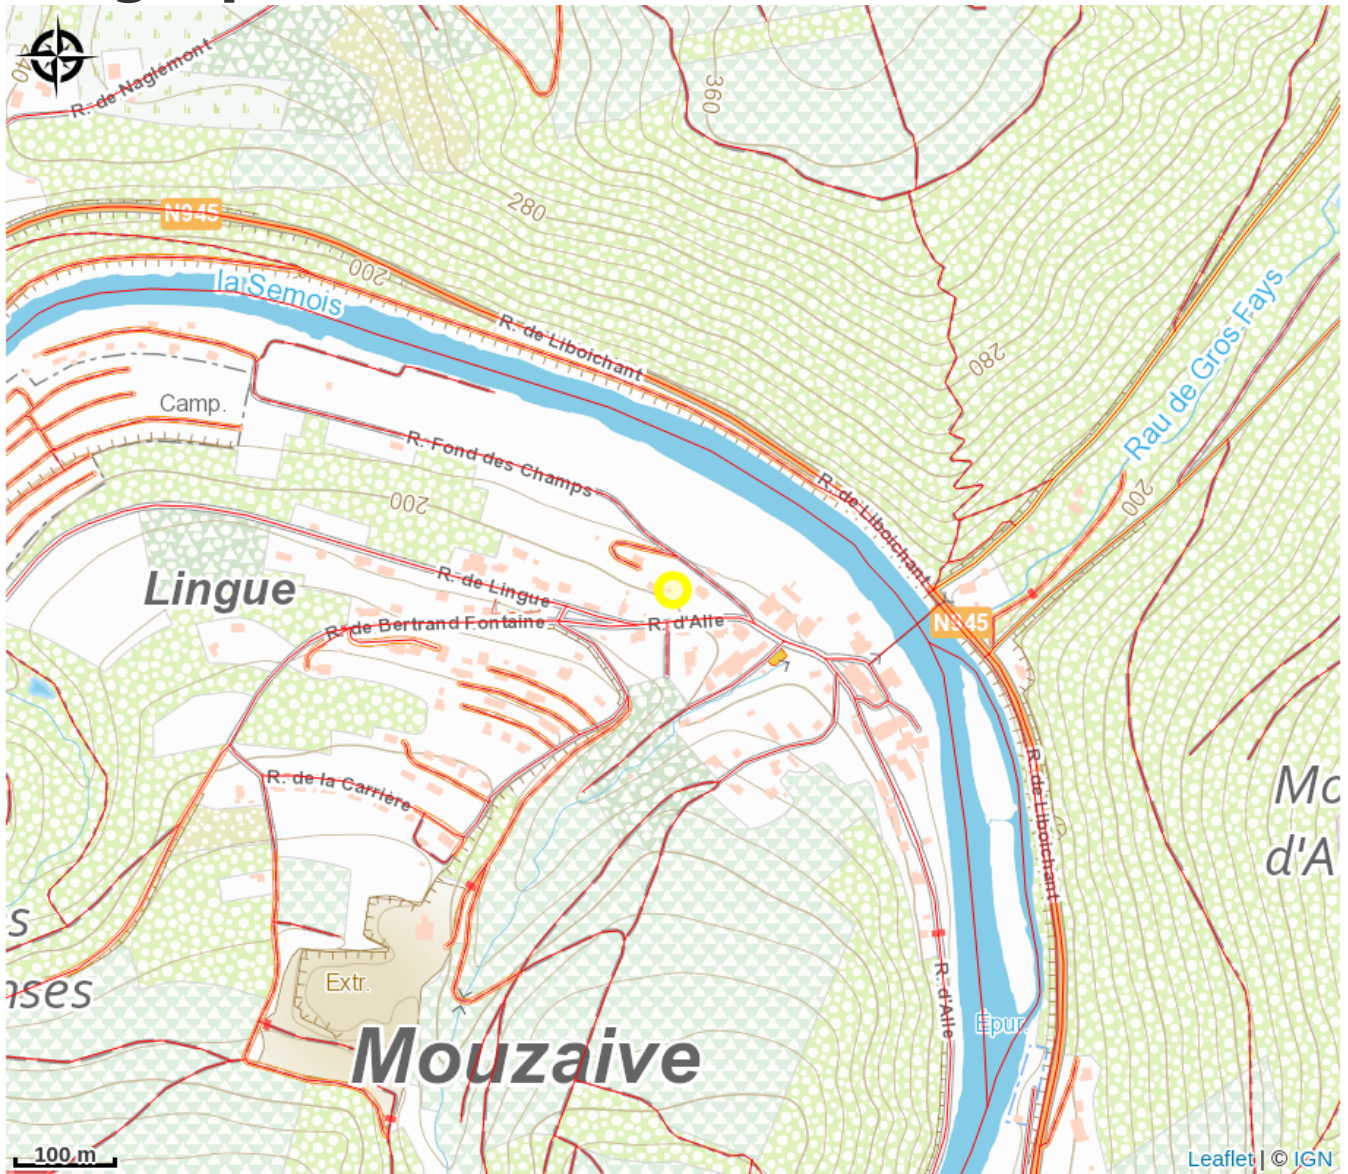 R. de Naglémont
360
N945
280
200
la Semois
R. de Liboichant
280
Rau de Gros Fays
Camp.
R. Fond des Champs
R. de Liboichant
200
200
Lingue
R. de Lingue
R. de Bertrand Fontaine
R. d'Alle
N945
R. de la Carrière
R. de Liboichant
Mo
d'A
s
nses
Extr.
R. d'Alle
Épur.
Mouzaive
100 m
Leaflet | © IGN